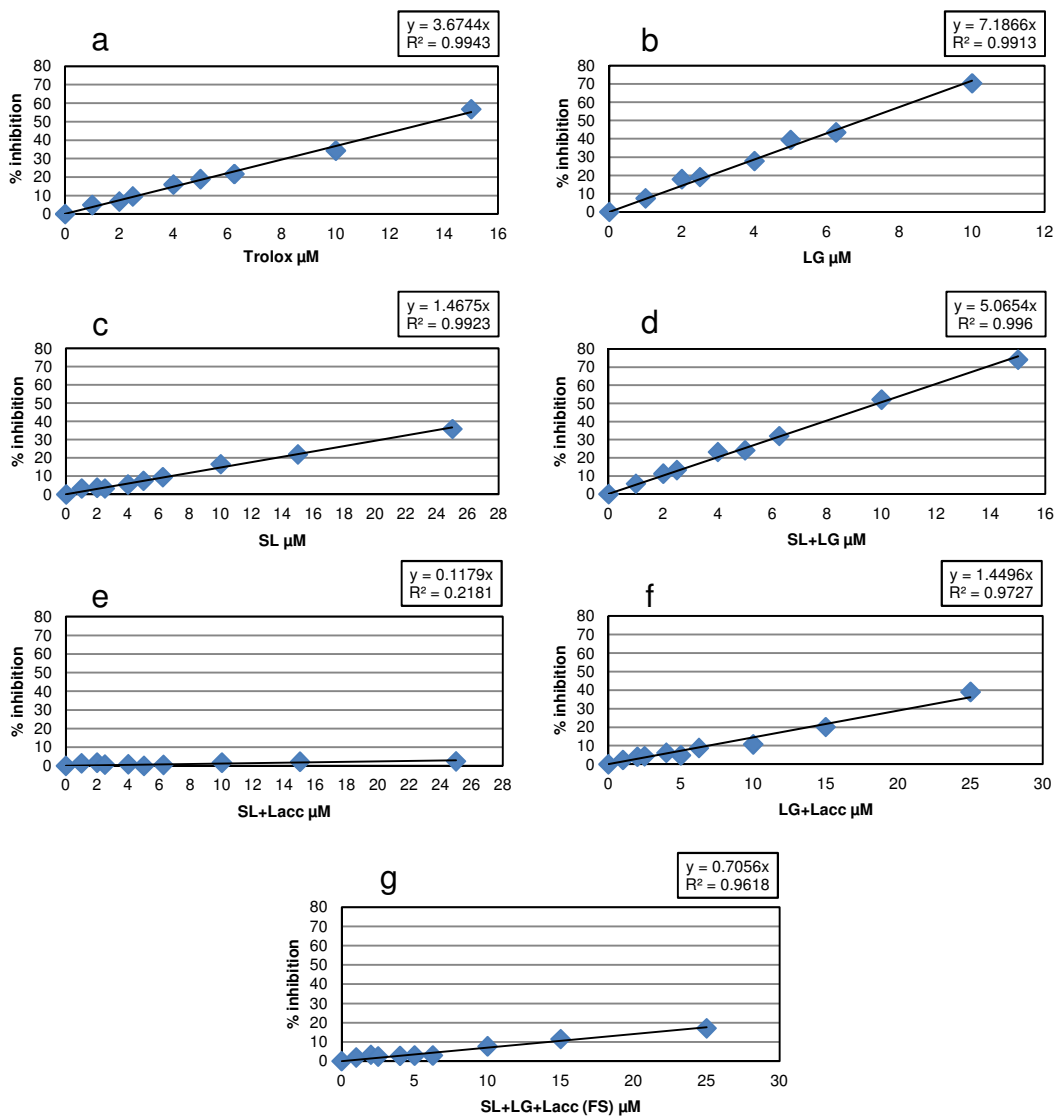 a
y = 3.6744x
R² = 0.9943
80
70
60
50
40
30
20
10
0
% inhibition
0 2 4 6 8 10 12 14 16
Trolox µM
b
y = 7.1866x
R² = 0.9913
80
70
60
50
40
30
20
10
0
% inhibition
0 2 4 6 8 10 12
LG µM
c
y = 1.4675x
R² = 0.9923
80
70
60
50
40
30
20
10
0
% inhibition
0 2 4 6 8 10 12 14 16 18 20 22 24 26 28
SL µM
d
y = 5.0654x
R² = 0.996
80
70
60
50
40
30
20
10
0
% inhibition
0 2 4 6 8 10 12 14 16
SL+LG µM
e
y = 0.1179x
R² = 0.2181
80
70
60
50
40
30
20
10
0
% inhibition
0 2 4 6 8 10 12 14 16 18 20 22 24 26 28
SL+Lacc µM
f
y = 1.4496x
R² = 0.9727
80
70
60
50
40
30
20
10
0
% inhibition
0 5 10 15 20 25 30
LG+Lacc µM
g
y = 0.7056x
R² = 0.9618
80
70
60
50
40
30
20
10
0
% inhibition
0 5 10 15 20 25 30
SL+LG+Lacc (FS) µM